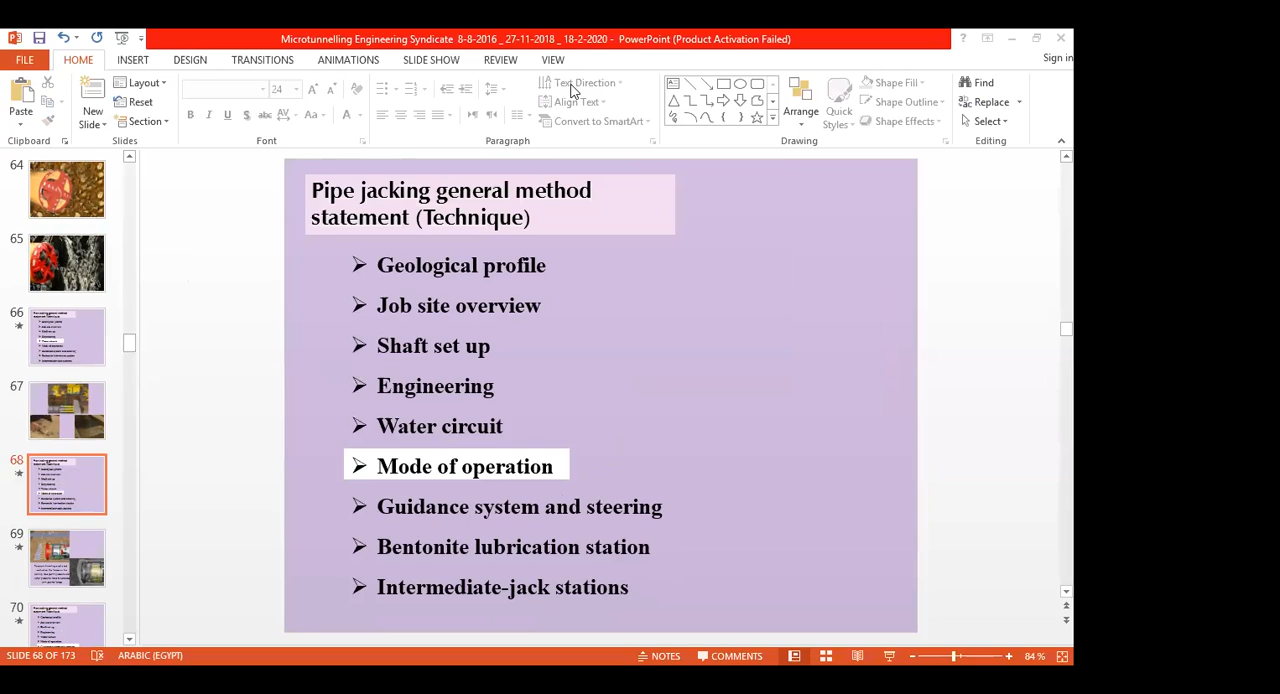 Microtunnelling Engineering Syndicate 8-8-2016 _ 27-11-2018 _ 18-2-2020 - PowerPoint (Product Activation Failed)
FILE HOME INSERT DESIGN TRANSITIONS ANIMATIONS SLIDE SHOW REVIEW VIEW Sign in
Paste
New Slide
Layout
Reset
Section
24
B I U S abc AV Aa A
Text Direction
Align Text
Convert to SmartArt
Arrange
Quick Styles
Shape Fill
Shape Outline
Shape Effects
Find
Replace
Select
Clipboard Slides Font Paragraph Drawing Editing
64
65
66
67
68
69
70
Pipe jacking general method
statement (Technique)
➢ Geological profile
➢ Job site overview
➢ Shaft set up
➢ Engineering
➢ Water circuit
➢ Mode of operation
➢ Guidance system and steering
➢ Bentonite lubrication station
➢ Intermediate-jack stations
SLIDE 68 OF 173 ARABIC (EGYPT) NOTES COMMENTS 84 %